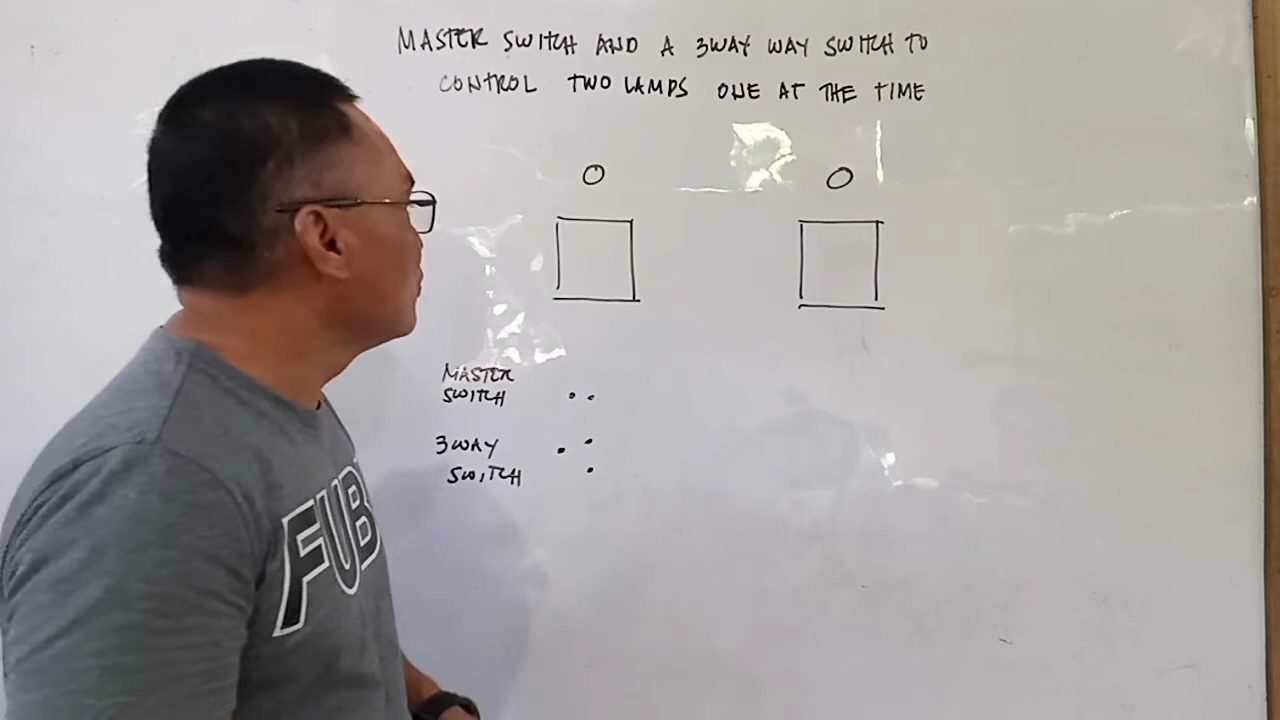 MASTER SWITCH AND A 3WAY WAY SWITCH TO
CONTROL TWO LAMPS ONE AT THE TIME
MASTER
SWITCH
3WAY
SWITCH
FUB